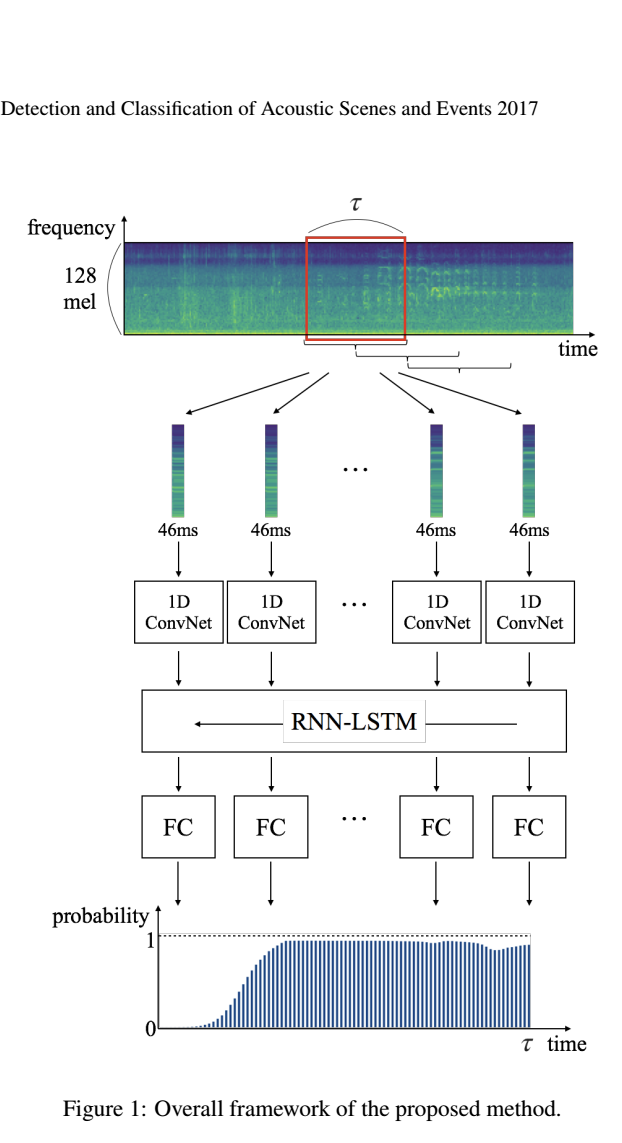 Detection and Classification of Acoustic Scenes and Events 2017
τ
frequency
128
mel
time
...
46ms 46ms 46ms 46ms
1D ConvNet 1D ConvNet ... 1D ConvNet 1D ConvNet
RNN-LSTM
FC FC ... FC FC
probability
1
0
τ time
Figure 1: Overall framework of the proposed method.